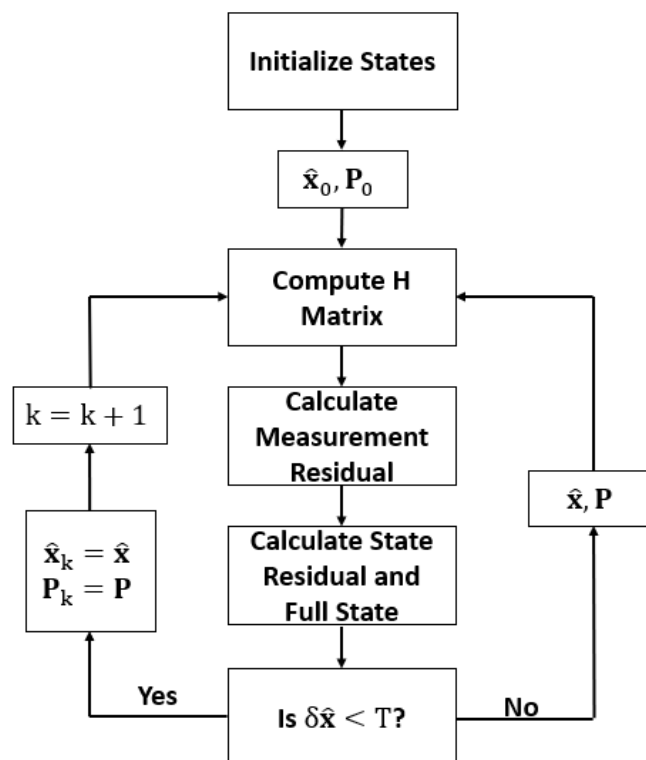 Initialize States
x̂₀, P₀
Compute H
Matrix
k = k + 1
Calculate
Measurement
Residual
x̂, P
x̂ₖ = x̂
Pₖ = P
Calculate State
Residual and
Full State
Yes
Is δx̂ < T?
No